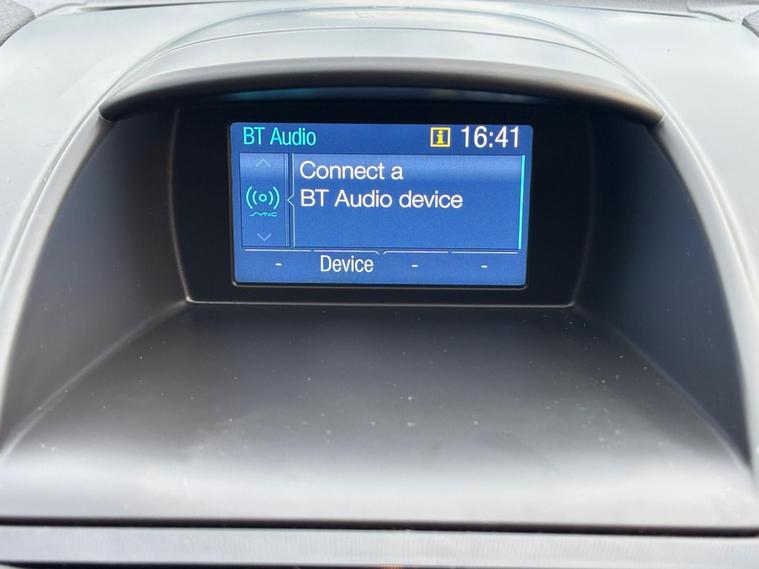 BT Audio
16:41
Connect a
BT Audio device
SYNC
- Device - -